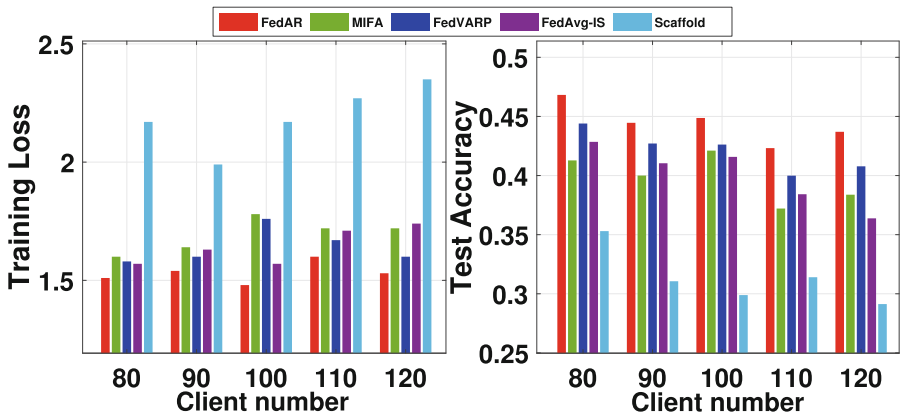 FedAR MIFA FedVARP FedAvg-IS Scaffold
Training Loss
2.5
2
1.5
80 90 100 110 120
Client number
Test Accuracy
0.5
0.45
0.4
0.35
0.3
0.25
80 90 100 110 120
Client number